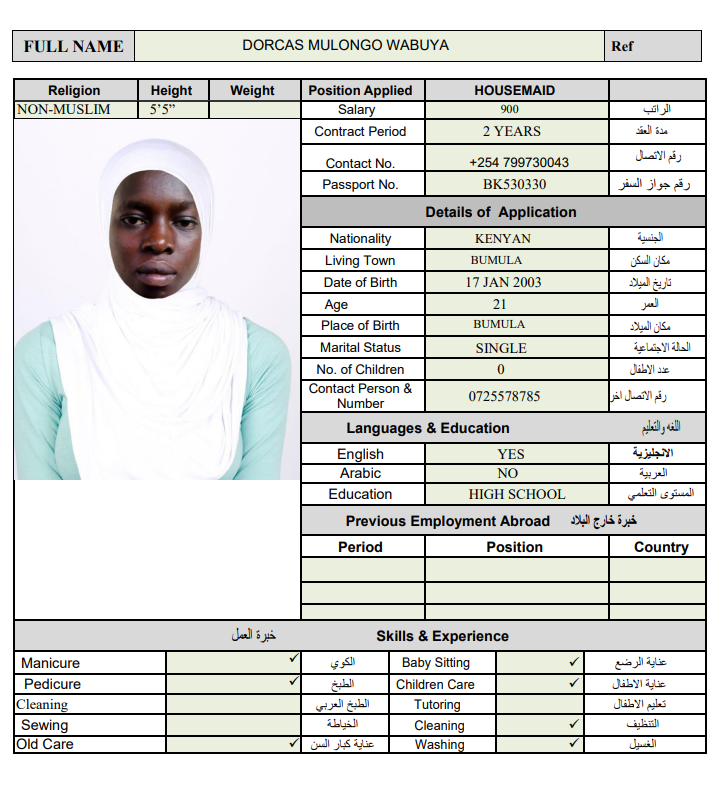 FULL NAME DORCAS MULONGO WABUYA Ref
Religion Height Weight Position Applied HOUSEMAID
NON-MUSLIM 5’5” Salary 900 الراتب
Contract Period 2 YEARS مدة العقد
Contact No. +254 799730043 رقم الاتصال
Passport No. BK530330 رقم جواز السفر
Details of Application
Nationality KENYAN الجنسية
Living Town BUMULA مكان السكن
Date of Birth 17 JAN 2003 تاريخ الميلاد
Age 21 العمر
Place of Birth BUMULA مكان الميلاد
Marital Status SINGLE الحالة الاجتماعية
No. of Children 0 عدد الاطفال
Contact Person &
Number 0725578785 رقم الاتصال اخر
Languages & Education اللغه والتعليم
English YES الانجليزية
Arabic NO العربية
Education HIGH SCHOOL المستوى التعلمي
Previous Employment Abroad خبرة خارج البلاد
Period Position Country
خبرة العمل Skills & Experience
Manicure ✓ الكوي Baby Sitting ✓ عناية الرضع
Pedicure ✓ الطبخ Children Care ✓ عناية الاطفال
Cleaning الطبخ العربي Tutoring تعليم الاطفال
Sewing الخياطة Cleaning ✓ التنظيف
Old Care ✓ عناية كبار السن Washing ✓ الغسيل